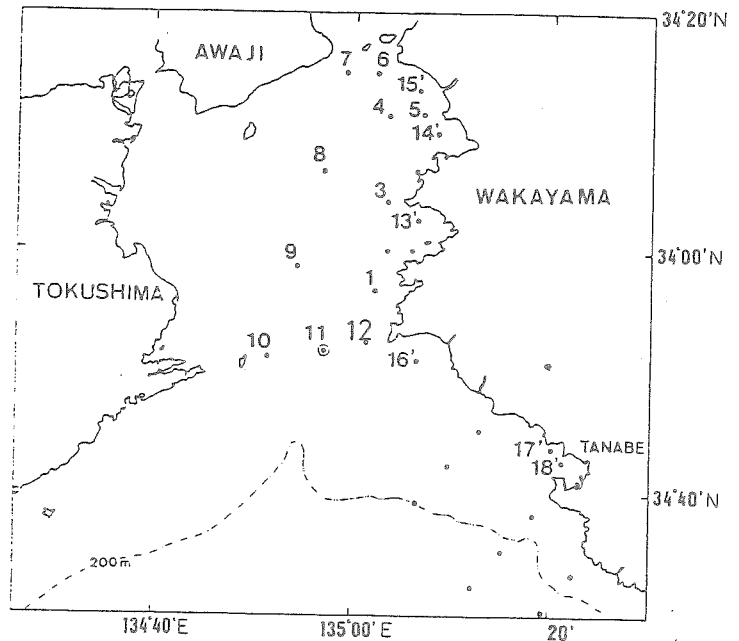 34°20'N
AWAJI
7 6
15'
4 5
14'
8
3
WAKAYAMA
13'
34°00'N
9
1
TOKUSHIMA
10 11 12
16'
17' TANABE
18'
34°40'N
200m
134°40'E 135°00'E 20'